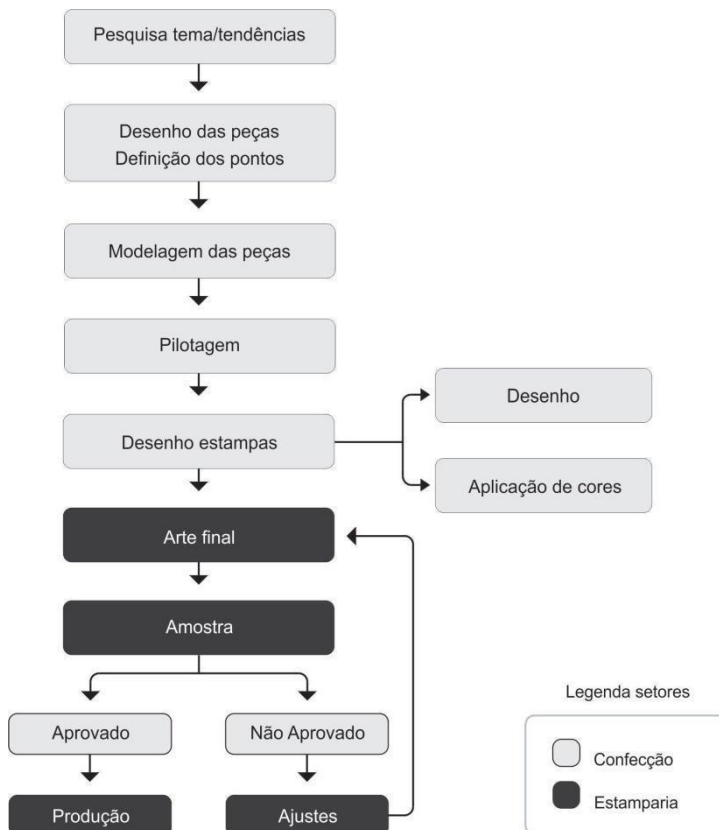 Pesquisa tema/tendências
Desenho das peças
Definição dos pontos
Modelagem das peças
Pilotagem
Desenho estampas
Desenho
Aplicação de cores
Arte final
Amostra
Aprovado
Não Aprovado
Produção
Ajustes
Legenda setores
Confecção
Estamparia